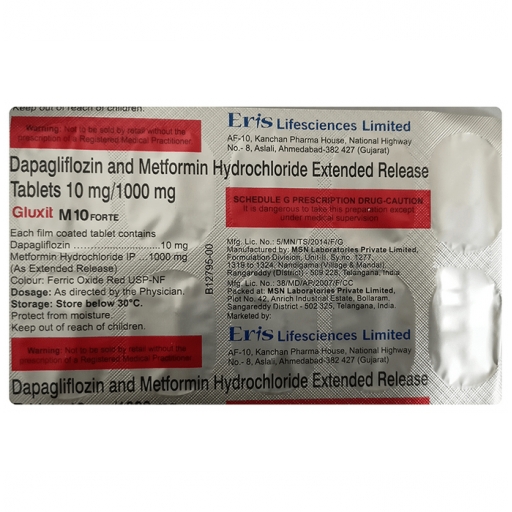 Keep out of reach of children.
Warning: Not to be sold by retail without the
prescription of a Registered Medical Practitioner.
Eris Lifesciences Limited
AF-10, Kanchan Pharma House, National Highway
No.- 8, Aslali, Ahmedabad-382 427 (Gujarat)
Dapagliflozin and Metformin Hydrochloride Extended Release
Tablets 10 mg/1000 mg
Gluxit M10 FORTE
Each film coated tablet contains
Dapagliflozin ............................10 mg
Metformin Hydrochloride IP ...1000 mg
(As Extended Release)
Colour: Ferric Oxide Red USP-NF
Dosage: As directed by the Physician.
Storage: Store below 30°C.
Protect from moisture.
Keep out of reach of children.
B12795-00
SCHEDULE G PRESCRIPTION DRUG-CAUTION
It is dangerous to take this preparation except
under medical supervision
Mfg. Lic. No.: 5/MN/TS/2014/F/G
Manufactured by: MSN Laboratories Private Limited,
Formulation Division, Unit-II, Sy.no. 1277,
1319 to 1324, Nandigama (Village & Mandal),
Rangareddy (District) - 509 228, Telangana, India.
Mfg. Lic. No.: 38/MD/AP/2007/F/CC
Packed at: MSN Laboratories Private Limited,
Plot No. 42, Anrich Industrial Estate, Bollaram,
Sangareddy District - 502 325, Telangana, India.
Marketed by:
Eris Lifesciences Limited
AF-10, Kanchan Pharma House, National Highway
No.- 8, Aslali, Ahmedabad-382 427 (Gujarat)
Warning: Not to be sold by retail without the
prescription of a Registered Medical Practitioner.
Dapagliflozin and Metformin Hydrochloride Extended Release